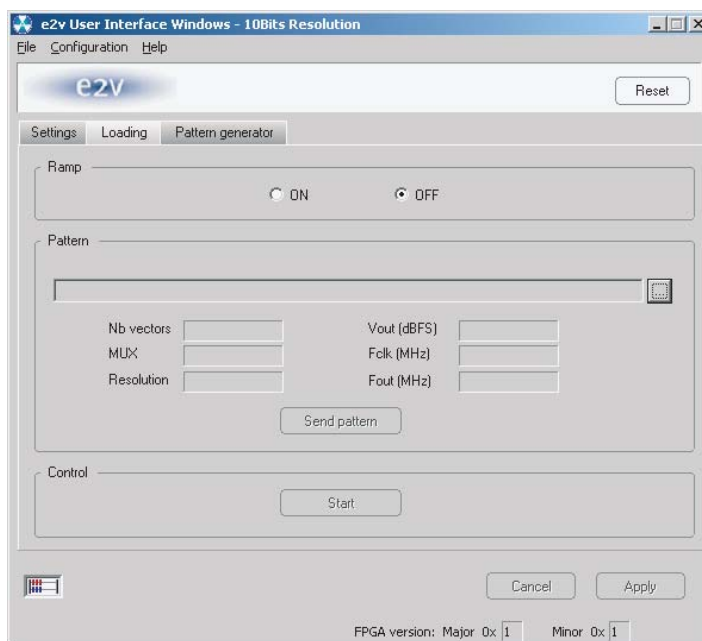 e2v User Interface Windows - 10Bits Resolution
File Configuration Help
e2v
Reset
Settings Loading Pattern generator
Ramp
ON OFF
Pattern
...
Nb vectors Vout (dBFS)
MUX Fclk (MHz)
Resolution Fout (MHz)
Send pattern
Control
Start
Cancel Apply
FPGA version: Major 0x 1 Minor 0x 1